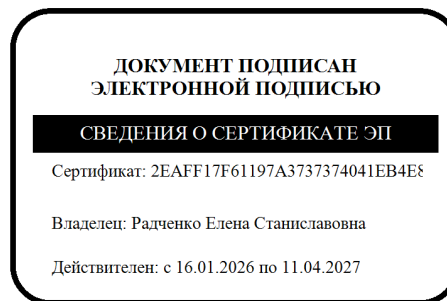 ДОКУМЕНТ ПОДПИСАН
ЭЛЕКТРОННОЙ ПОДПИСЬЮ
СВЕДЕНИЯ О СЕРТИФИКАТЕ ЭП
Сертификат: 2EAFF17F61197A3737374041EB4E8
Владелец: Радченко Елена Станиславовна
Действителен: с 16.01.2026 по 11.04.2027